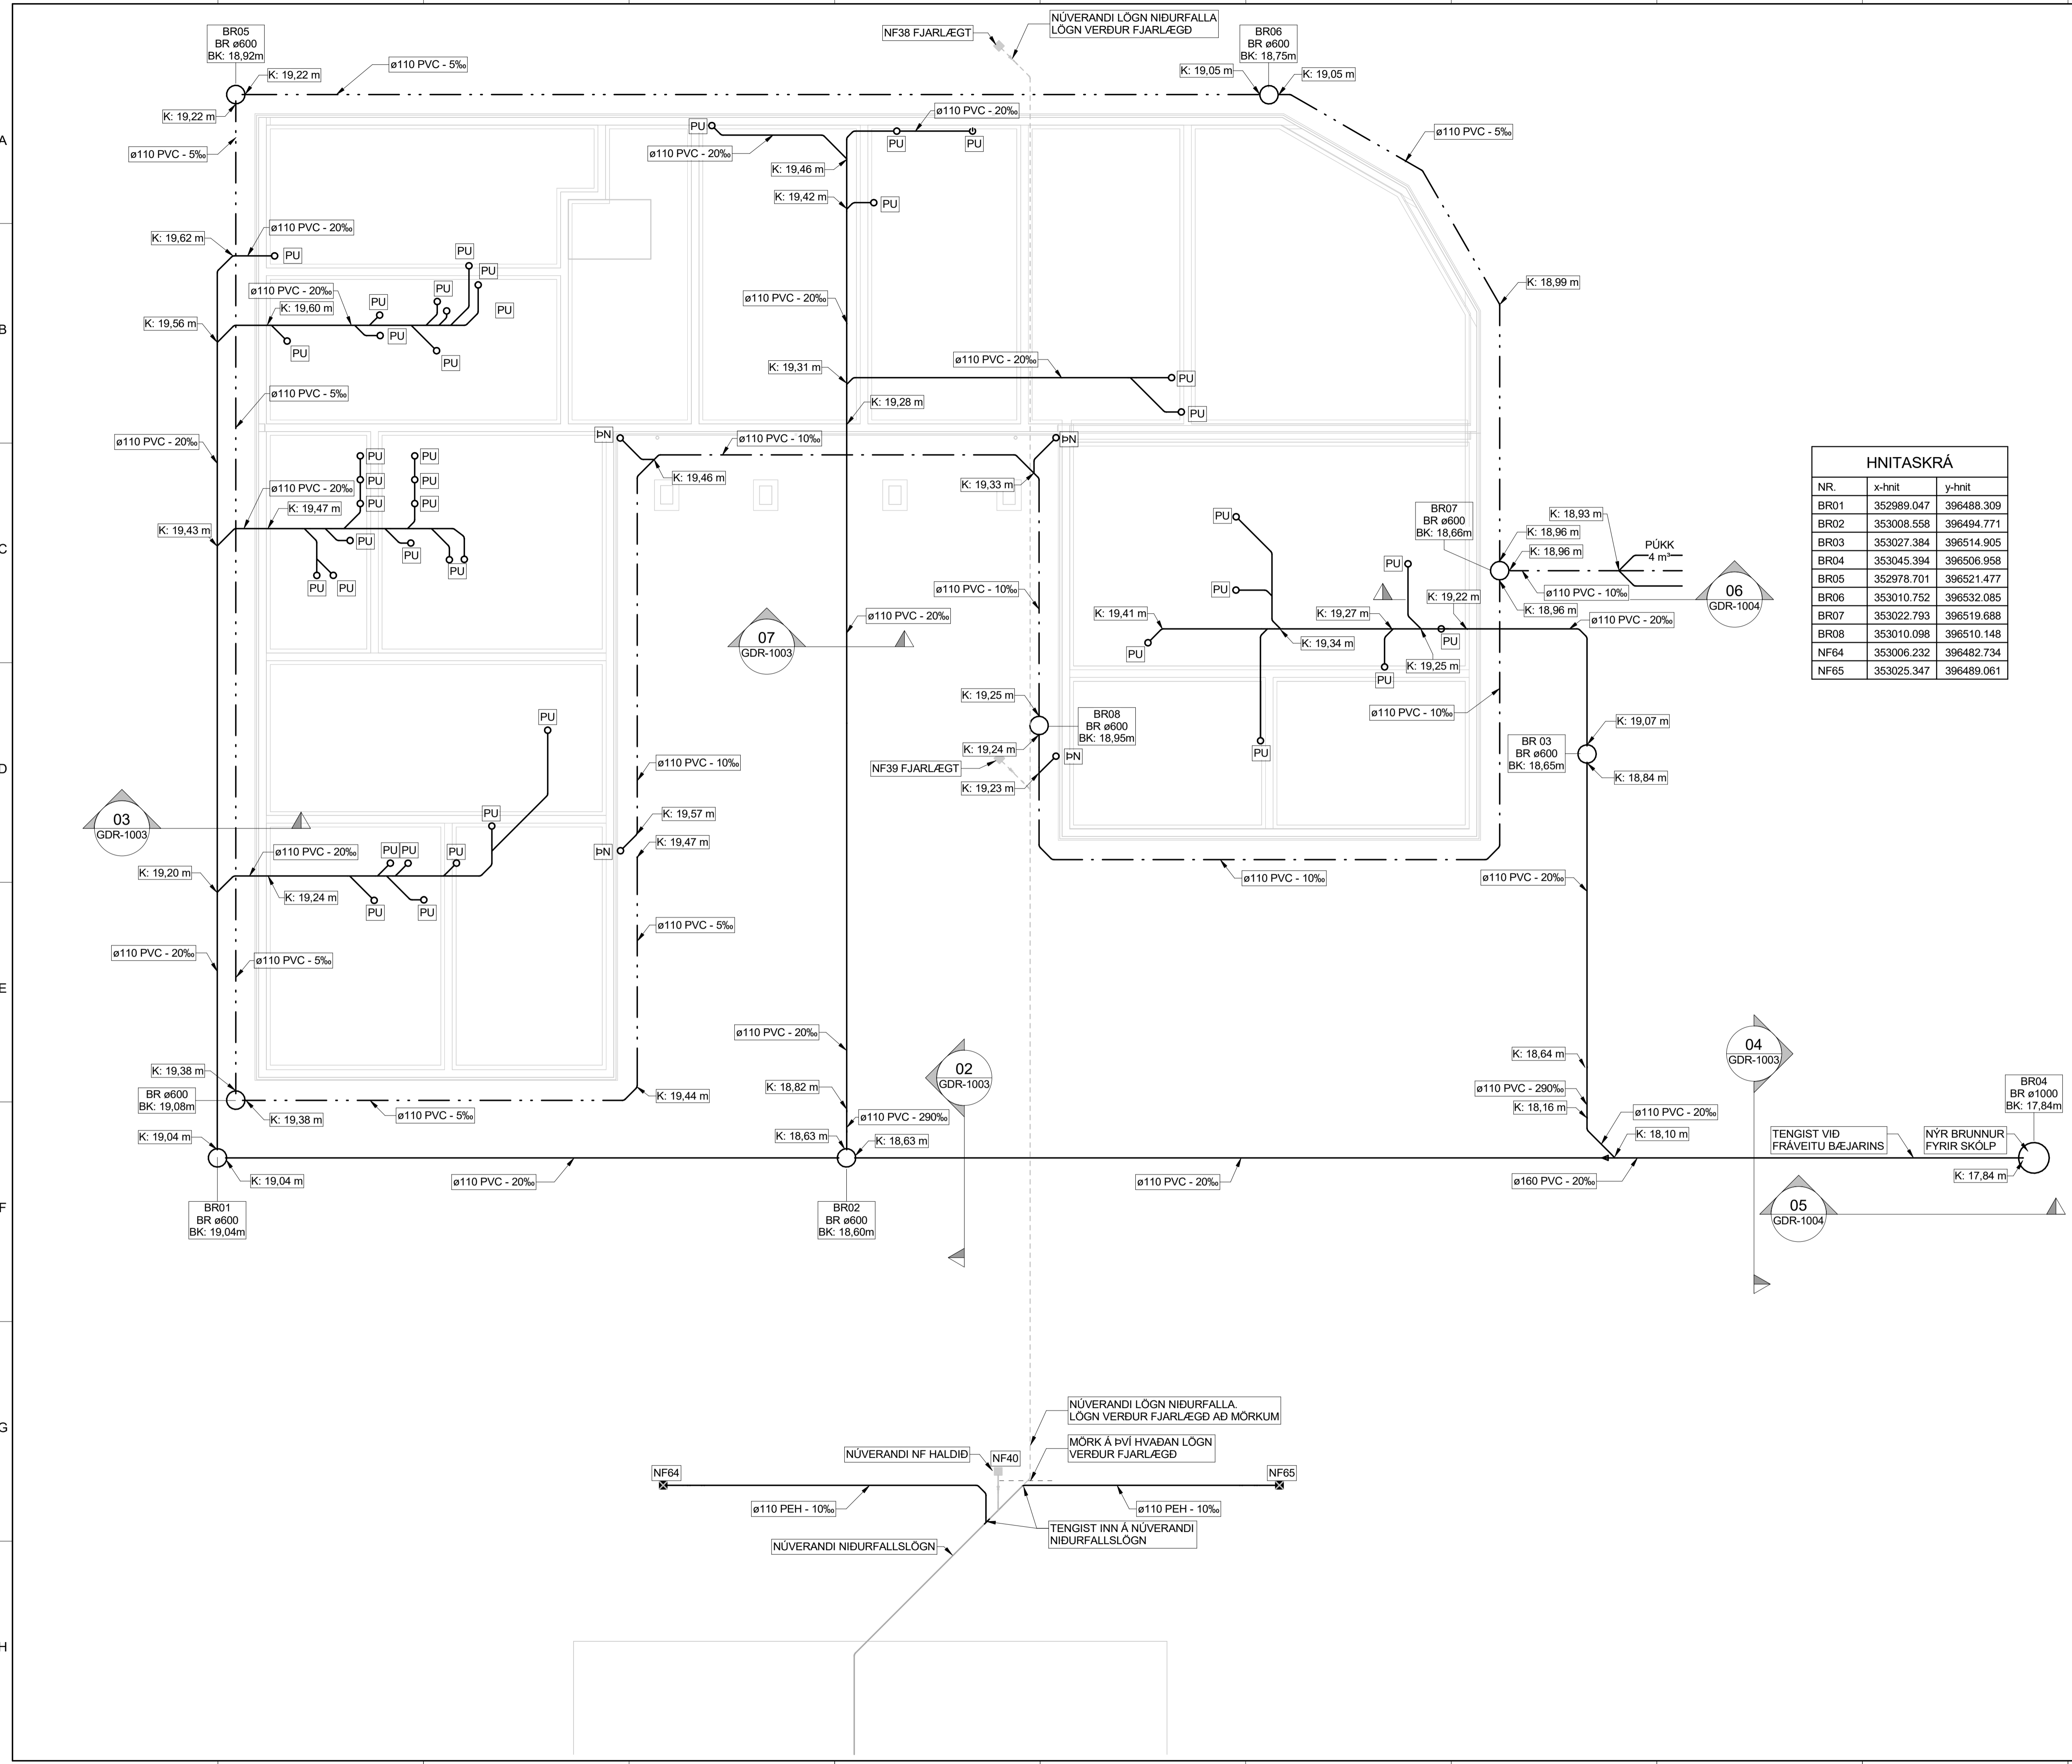 NÚVERANDI LÖGN NIÐURFALLA
LÖGN VERÐUR FJARLÆGÐ
NF38 FJARLÆGT
BR05
BR ø600
BK: 18,92m
BR06
BR ø600
BK: 18,75m
K: 19,22 m
ø110 PVC - 5‰
K: 19,05 m
K: 19,05 m
K: 19,22 m
A
ø110 PVC - 20‰
PU
PU
PU
ø110 PVC - 5‰
ø110 PVC - 5‰
ø110 PVC - 20‰
K: 19,46 m
K: 19,42 m
PU
ø110 PVC - 20‰
K: 19,62 m
PU
PU
PU
ø110 PVC - 20‰
PU
K: 18,99 m
ø110 PVC - 20‰
PU
K: 19,60 m
PU
K: 19,56 m
B
PU
PU
PU
ø110 PVC - 20‰
K: 19,31 m
PU
ø110 PVC - 5‰
K: 19,28 m
PU
ø110 PVC - 20‰
ÞN
ø110 PVC - 10‰
ÞN
PU
PU
K: 19,46 m
PU
PU
K: 19,33 m
ø110 PVC - 20‰
PU
PU
K: 19,47 m
K: 19,43 m
PU
PU
PU
PU
PU
C
HNITASKRÁ
NR. x-hnit y-hnit
BR01 352989.047 396488.309
BR02 353008.558 396494.771
BR03 353027.384 396514.905
BR04 353045.394 396506.958
BR05 352978.701 396521.477
BR06 353010.752 396532.085
BR07 353022.793 396519.688
BR08 353010.098 396510.148
NF64 353006.232 396482.734
NF65 353025.347 396489.061
BR07
BR ø600
BK: 18,66m
K: 18,93 m
K: 18,96 m
K: 18,96 m
PÚKK
4 m³
PU
PU
PU
ø110 PVC - 10‰
ø110 PVC - 10‰
06
GDR-1004
K: 19,22 m
K: 18,96 m
K: 19,41 m
K: 19,27 m
ø110 PVC - 20‰
ø110 PVC - 20‰
07
GDR-1003
K: 19,34 m
PU
PU
K: 19,25 m
PU
K: 19,25 m
BR08
BR ø600
BK: 18,95m
ø110 PVC - 10‰
PU
K: 19,07 m
K: 19,24 m
PU
ÞN
BR 03
BR ø600
BK: 18,65m
D
ø110 PVC - 10‰
NF39 FJARLÆGT
K: 18,84 m
K: 19,23 m
03
GDR-1003
PU
K: 19,57 m
K: 19,47 m
ø110 PVC - 20‰
PU
PU
PU
ÞN
K: 19,20 m
K: 19,24 m
PU
PU
ø110 PVC - 10‰
ø110 PVC - 20‰
ø110 PVC - 20‰
ø110 PVC - 5‰
ø110 PVC - 5‰
E
ø110 PVC - 20‰
04
GDR-1003
K: 18,64 m
K: 19,38 m
02
GDR-1003
K: 18,82 m
ø110 PVC - 290‰
BR ø600
BK: 19,08m
K: 19,44 m
BR04
BR ø1000
BK: 17,84m
K: 19,38 m
ø110 PVC - 5‰
ø110 PVC - 290‰
K: 18,16 m
ø110 PVC - 20‰
K: 19,04 m
K: 18,63 m
K: 18,63 m
K: 18,10 m
TENGIST VIÐ
FRÁVEITU BÆJARINS
NÝR BRUNNUR
FYRIR SKÓLP
K: 19,04 m
ø110 PVC - 20‰
ø110 PVC - 20‰
ø160 PVC - 20‰
K: 17,84 m
F
BR01
BR ø600
BK: 19,04m
BR02
BR ø600
BK: 18,60m
05
GDR-1004
NÚVERANDI LÖGN NIÐURFALLA.
LÖGN VERÐUR FJARLÆGÐ AÐ MÖRKUM
G
MÖRK Á ÞVÍ HVAÐAN LÖGN
VERÐUR FJARLÆGÐ
NÚVERANDI NF HALDIÐ
NF40
NF64
NF65
ø110 PEH - 10‰
ø110 PEH - 10‰
TENGIST INN Á NÚVERANDI
NIÐURFALLSLÖGN
NÚVERANDI NIÐURFALLSLÖGN
H